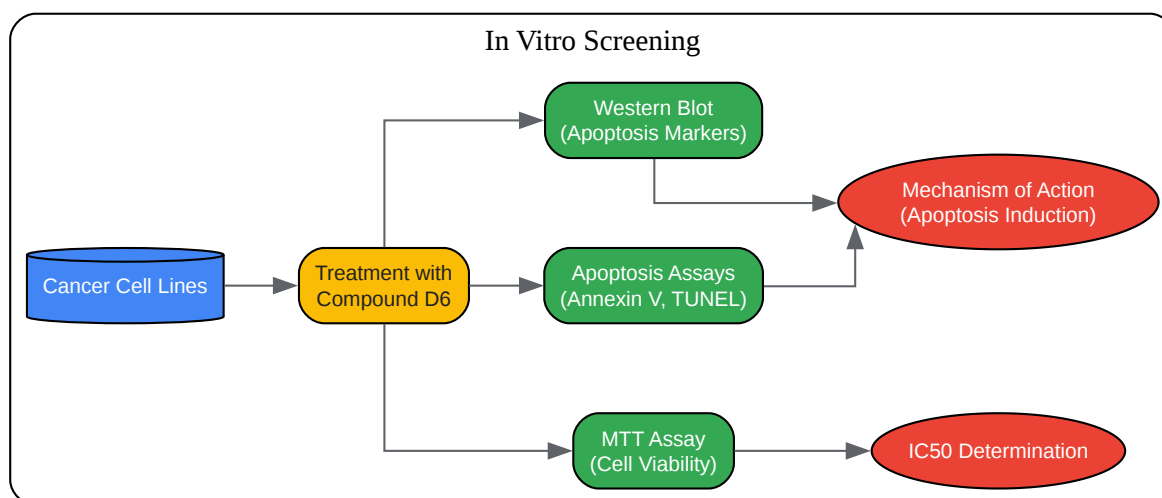 In Vitro Screening
Western Blot
(Apoptosis Markers)
Mechanism of Action
(Apoptosis Induction)
Cancer Cell Lines
Treatment with
Compound D6
Apoptosis Assays
(Annexin V, TUNEL)
MTT Assay
(Cell Viability)
IC50 Determination